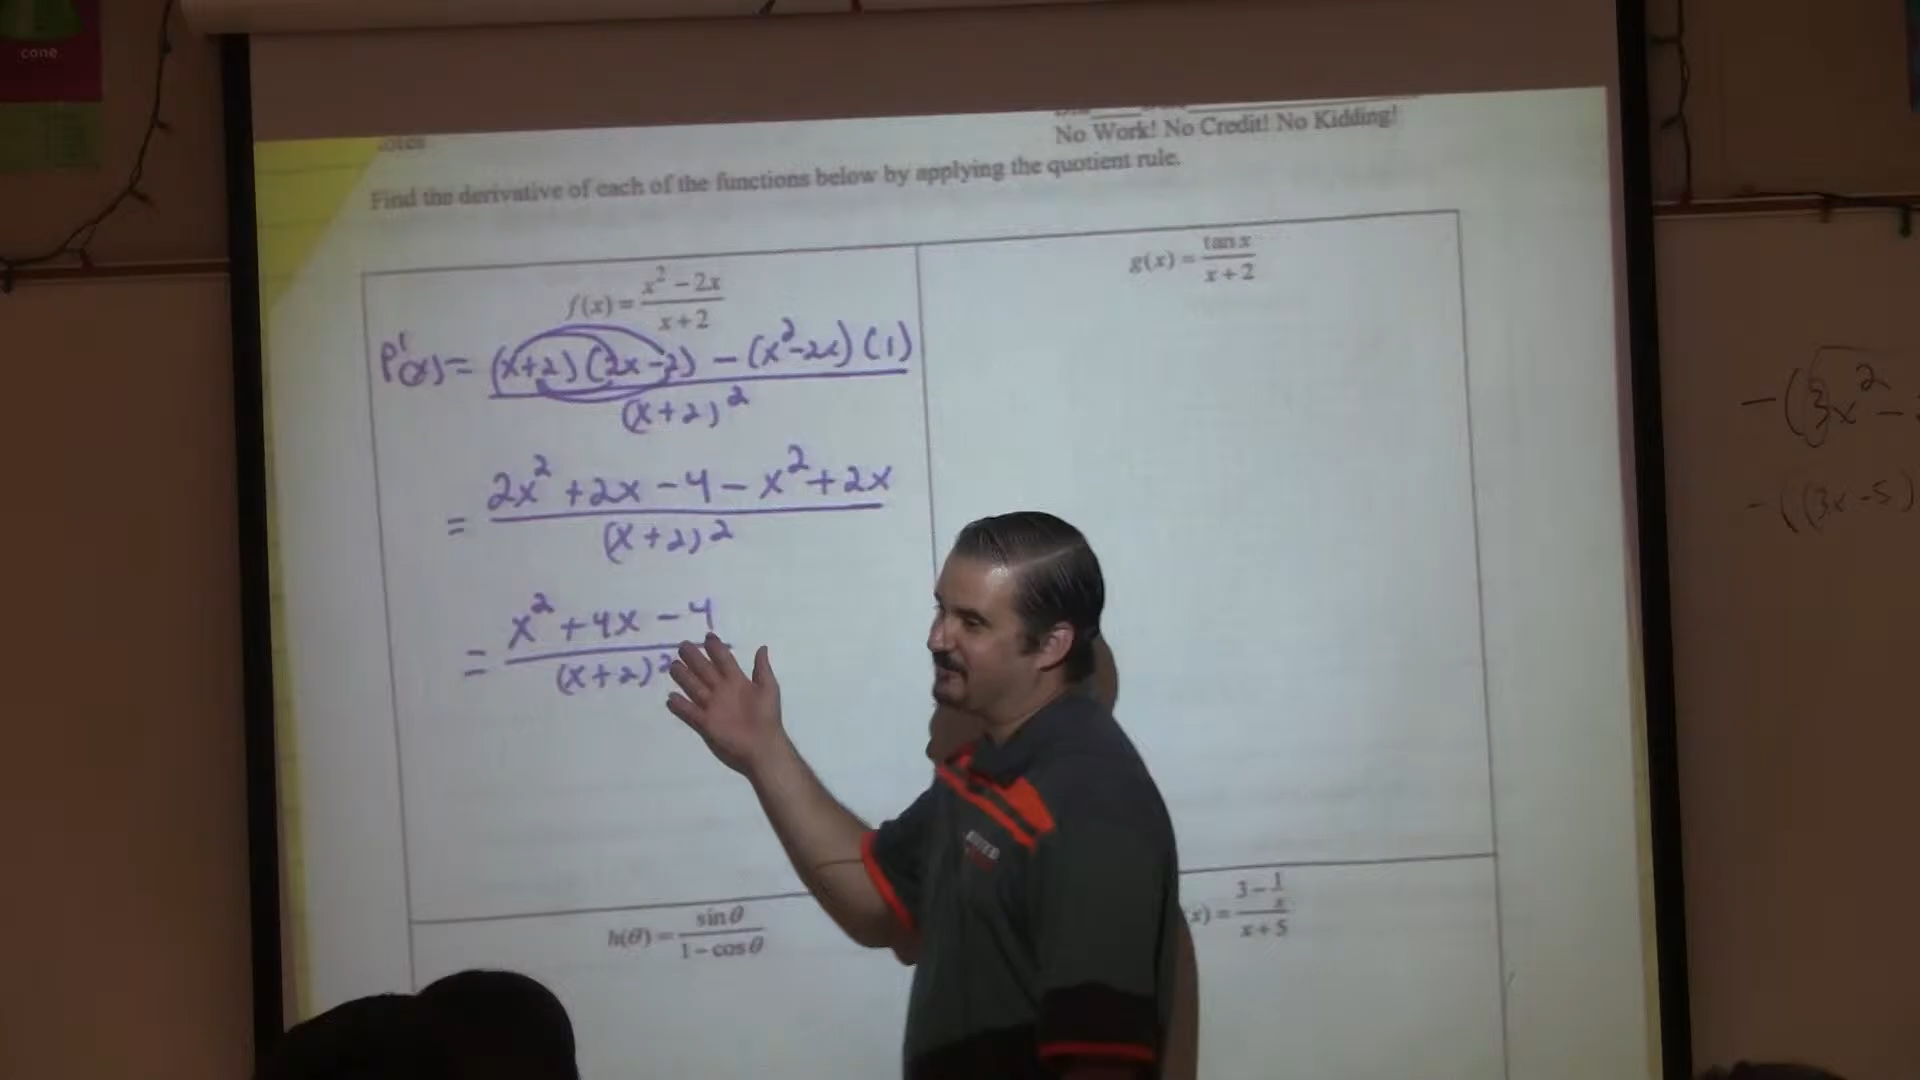 cone
No Work! No Credit! No Kidding!
Find the derivative of each of the functions below by applying the quotient rule.
f(x) = (x² - 2x)/(x + 2)
f'(x) = ((x+2)(2x-2) - (x²-2x)(1))/(x+2)²
= (2x² + 2x - 4 - x² + 2x)/(x+2)²
= (x² + 4x - 4)/(x+2)²
g(x) = tan x/(x + 2)
h(θ) = sin θ/(1 - cos θ)
x) = (3 - 1/x)/(x + 5)
-(3x² -
-((3x-5)